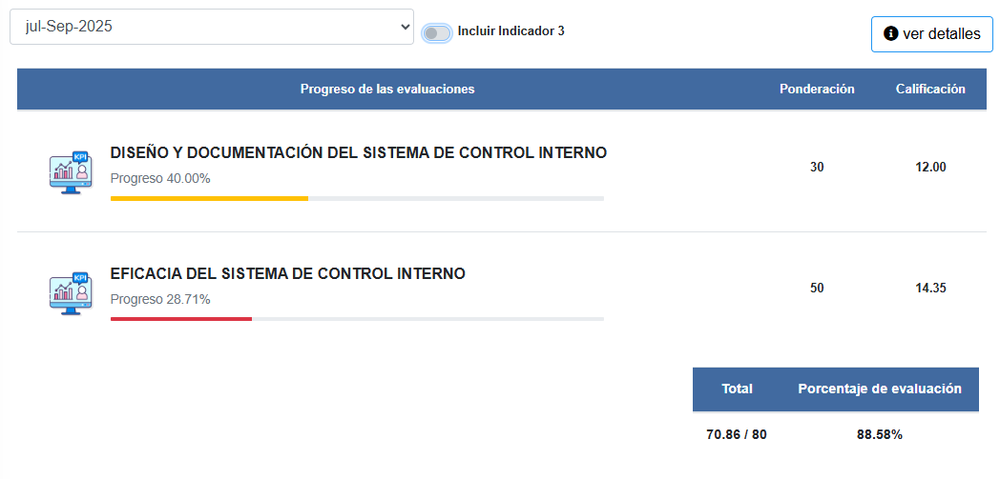 jul-Sep-2025
Incluir Indicador 3
ver detalles
Progreso de las evaluaciones Ponderación Calificación
KPI
DISEÑO Y DOCUMENTACIÓN DEL SISTEMA DE CONTROL INTERNO
Progreso 40.00%
30 12.00
KPI
EFICACIA DEL SISTEMA DE CONTROL INTERNO
Progreso 28.71%
50 14.35
Total Porcentaje de evaluación
70.86 / 80 88.58%